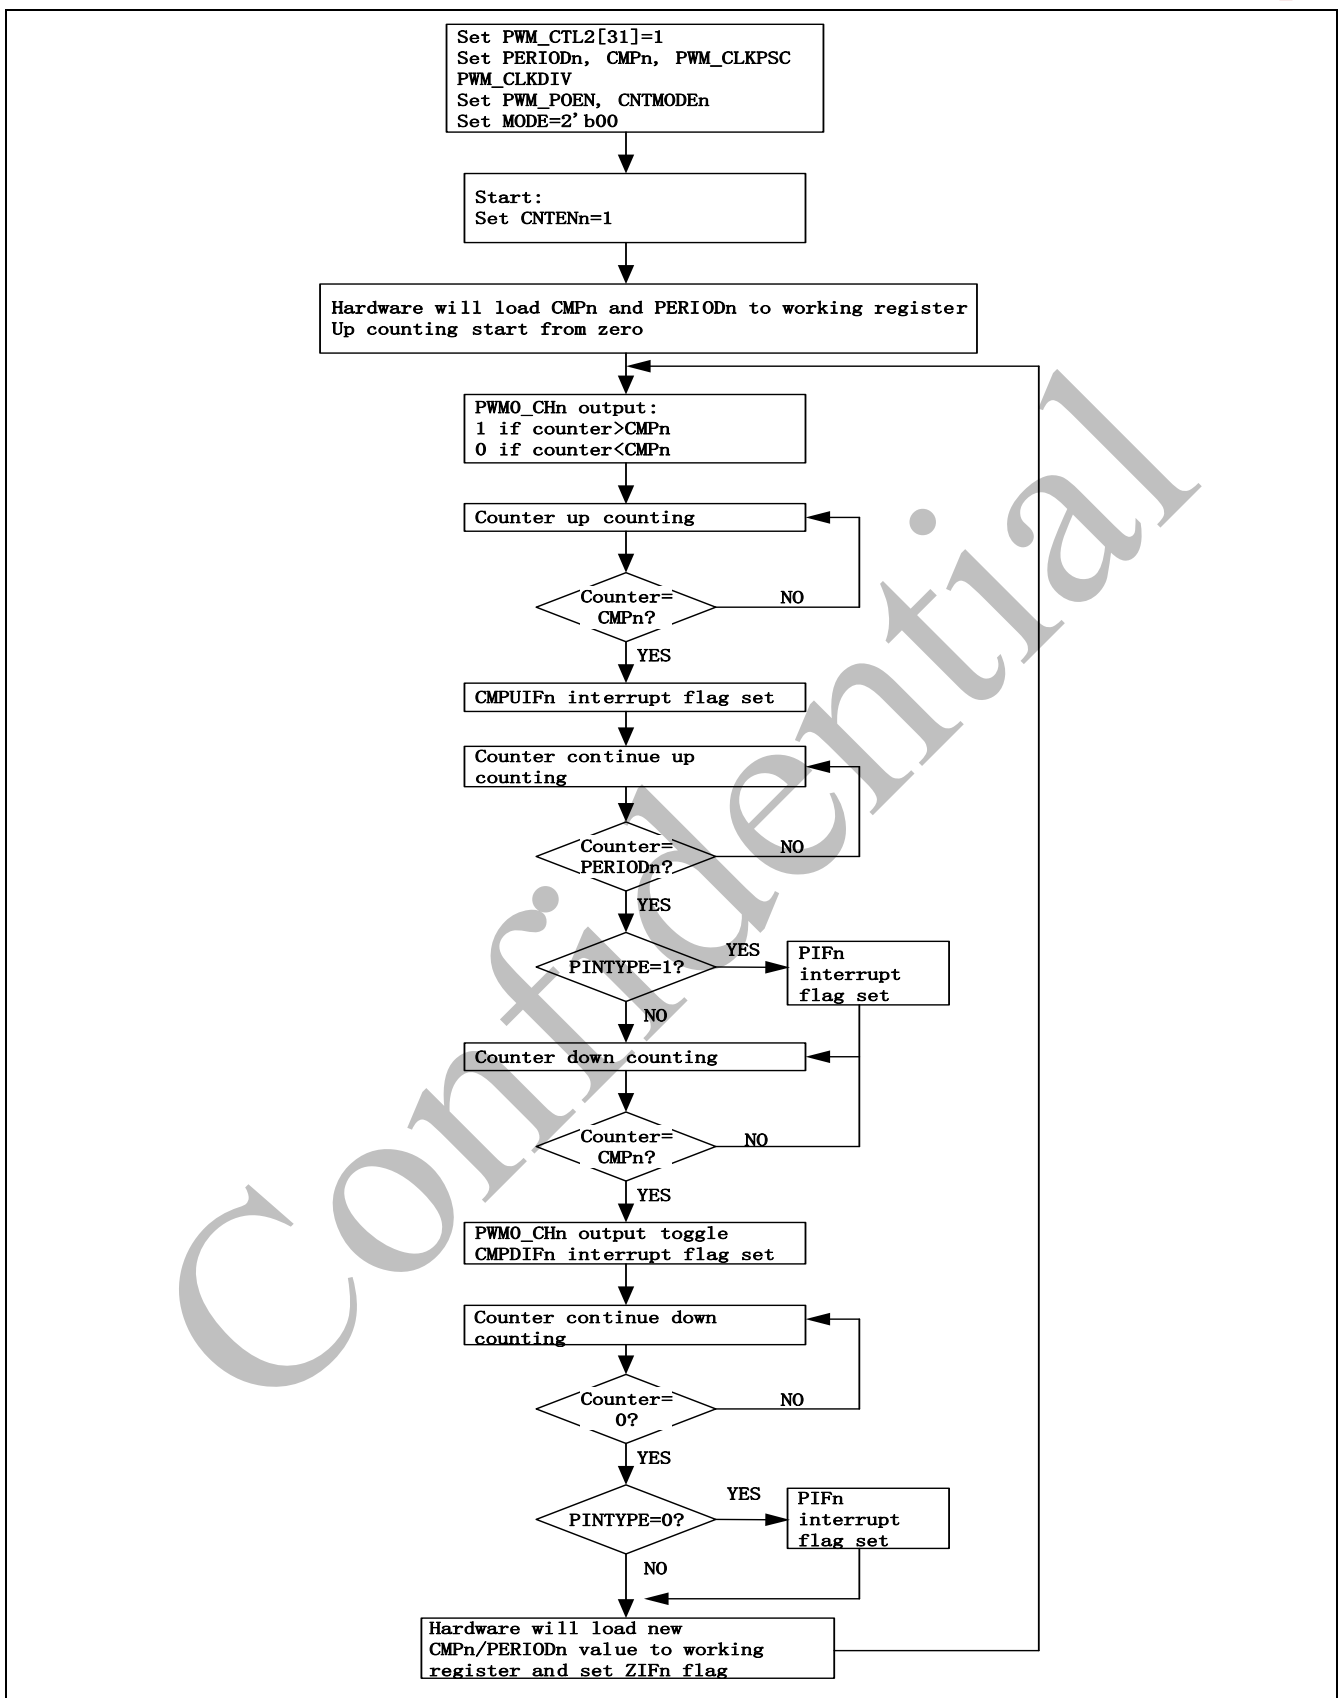 Set PWM_CTL2[31]=1
Set PERIODn, CMPn, PWM_CLKPSC
PWM_CLKDIV
Set PWM_POEN, CNTMODEn
Set MODE=2'b00
Start:
Set CNTENn=1
Hardware will load CMPn and PERIODn to working register
Up counting start from zero
PWM0_CHn output:
1 if counter>CMPn
0 if counter<CMPn
Counter up counting
Counter=
CMPn?
NO
YES
CMPUIFn interrupt flag set
Counter continue up
counting
Counter=
PERIODn?
NO
YES
PINTYPE=1?
YES
PIFn
interrupt
flag set
NO
Counter down counting
Counter=
CMPn?
NO
YES
PWM0_CHn output toggle
CMPDIFn interrupt flag set
Counter continue down
counting
Counter=
0?
NO
YES
PINTYPE=0?
YES
PIFn
interrupt
flag set
NO
Hardware will load new
CMPn/PERIODn value to working
register and set ZIFn flag
Confidential